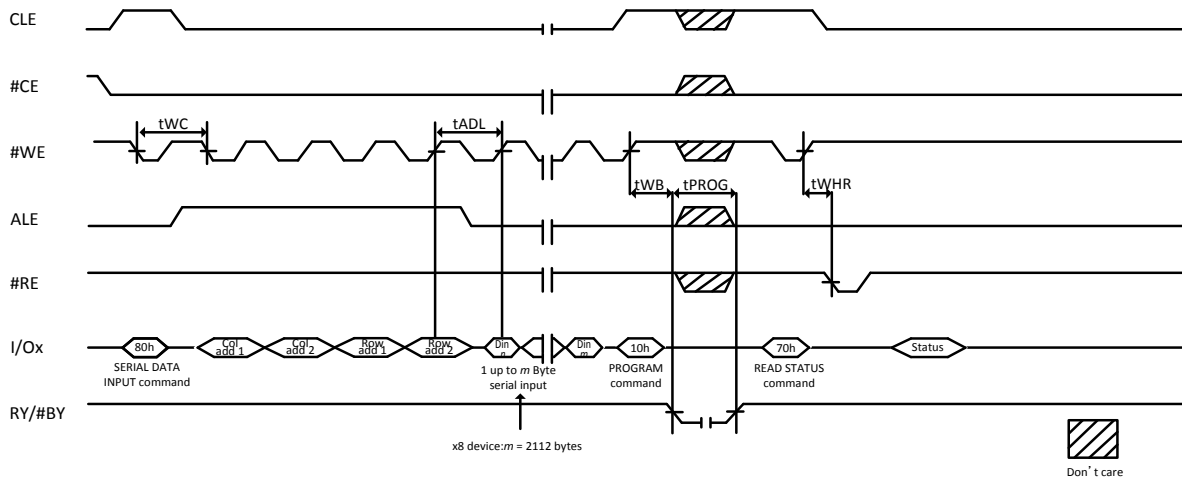 CLE
#CE
tWC
tADL
#WE
tWB
tPROG
tWHR
ALE
#RE
I/Ox
80h
Col
add 1
Col
add 2
Row
add 1
Row
add 2
Din
n
Din
m
10h
70h
Status
SERIAL DATA
INPUT command
1 up to m Byte
serial input
PROGRAM
command
READ STATUS
command
RY/#BY
x8 device:m = 2112 bytes
Don’t care